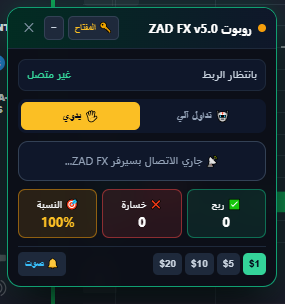 روبوت ZAD FX v5.0
المفتاح
بانتظار الربط
غير متصل
تداول آلي
يدوي
جاري الاتصال بسيرفر ZAD FX...
ربح
0
خسارة
0
النسبة
100%
$1
$5
$10
$20
صوت